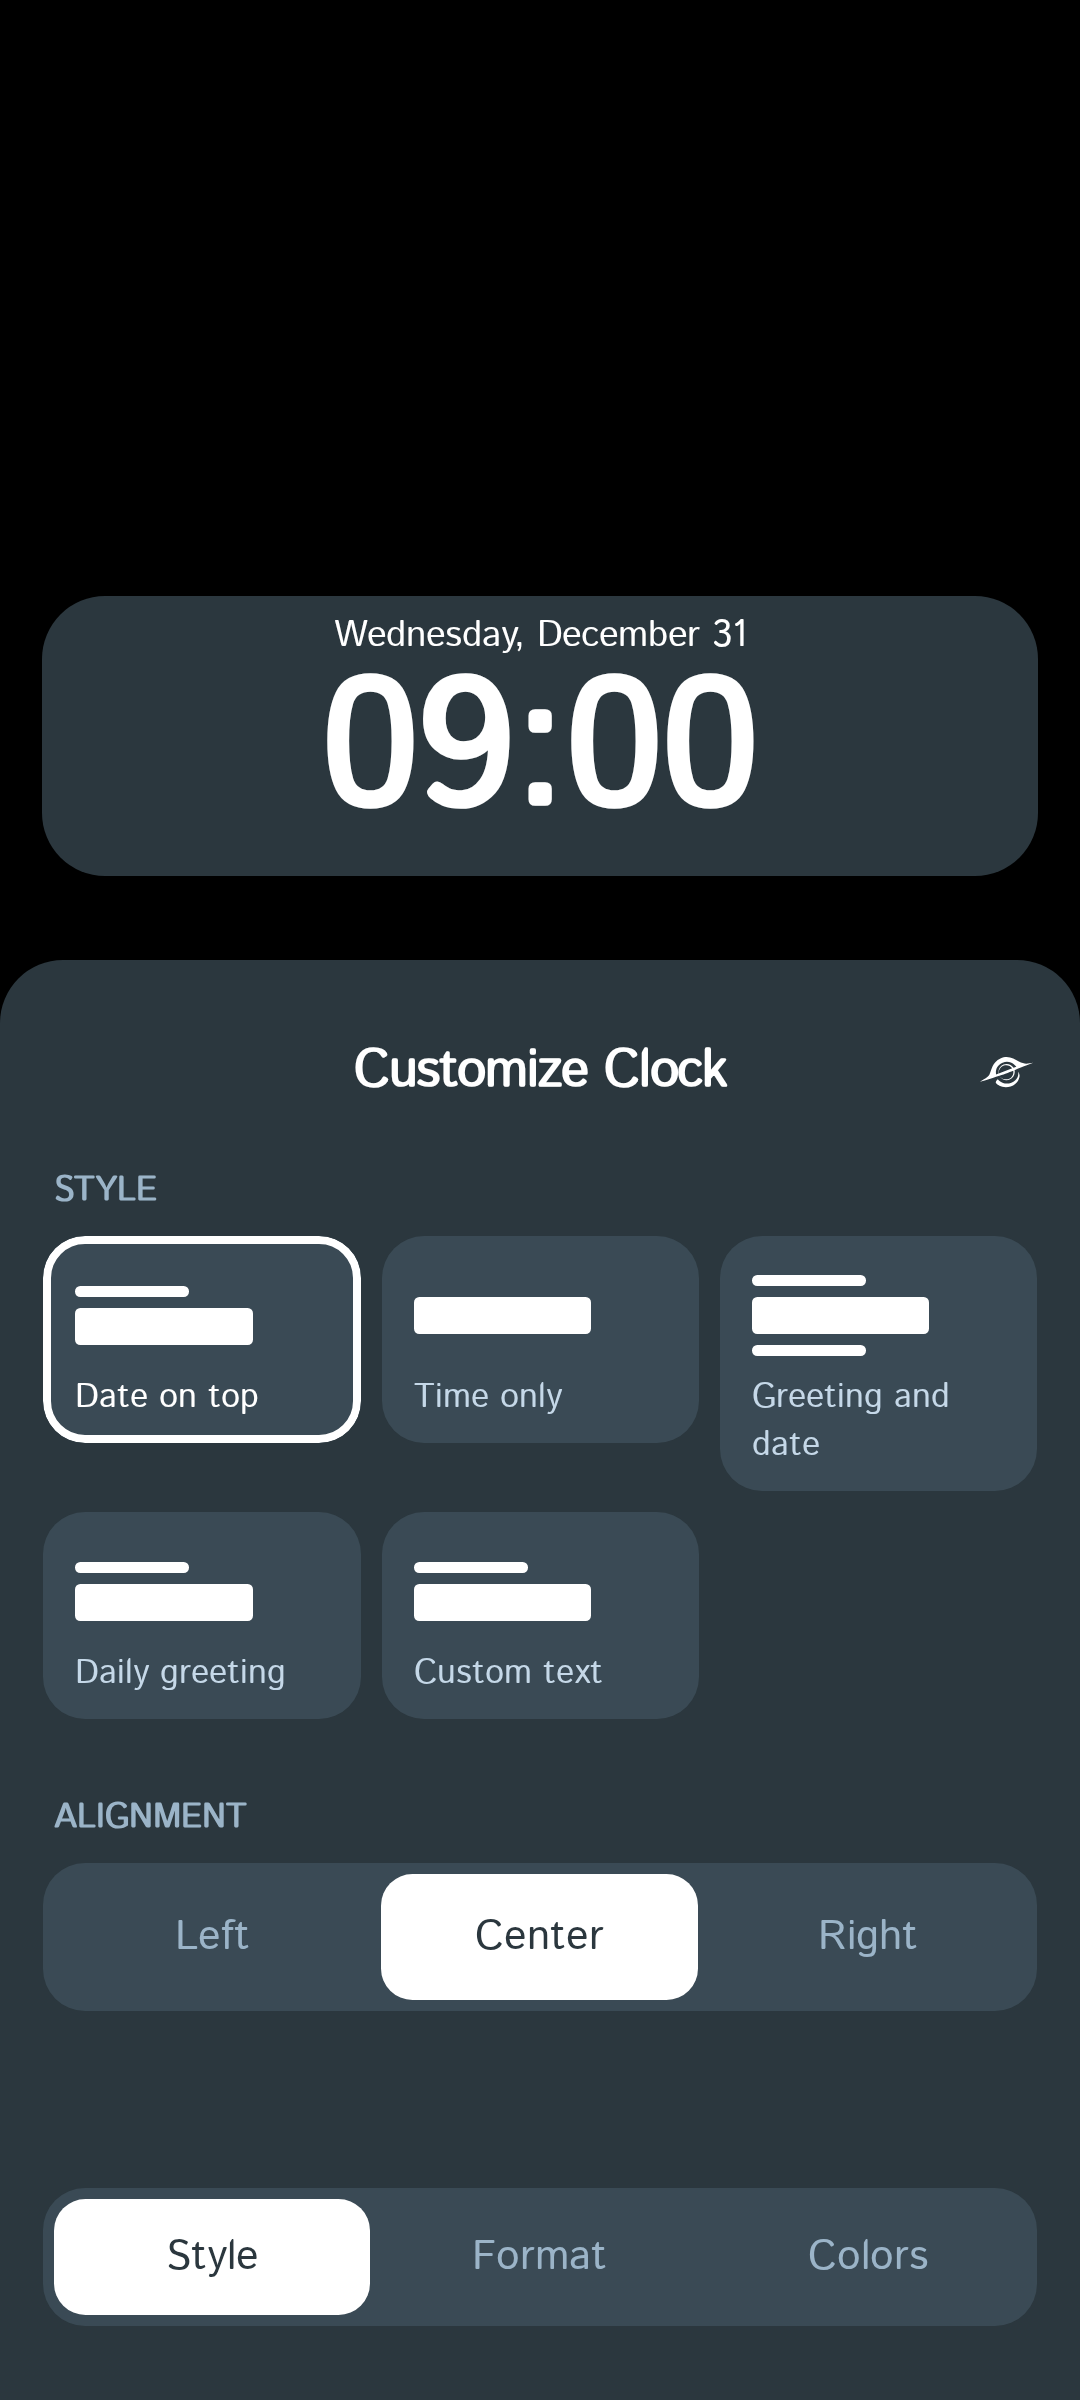 Wednesday, December 31
09:00
Customize Clock
STYLE
Date on top
Time only
Greeting and
date
Daily greeting
Custom text
ALIGNMENT
Left
Center
Right
Style
Format
Colors